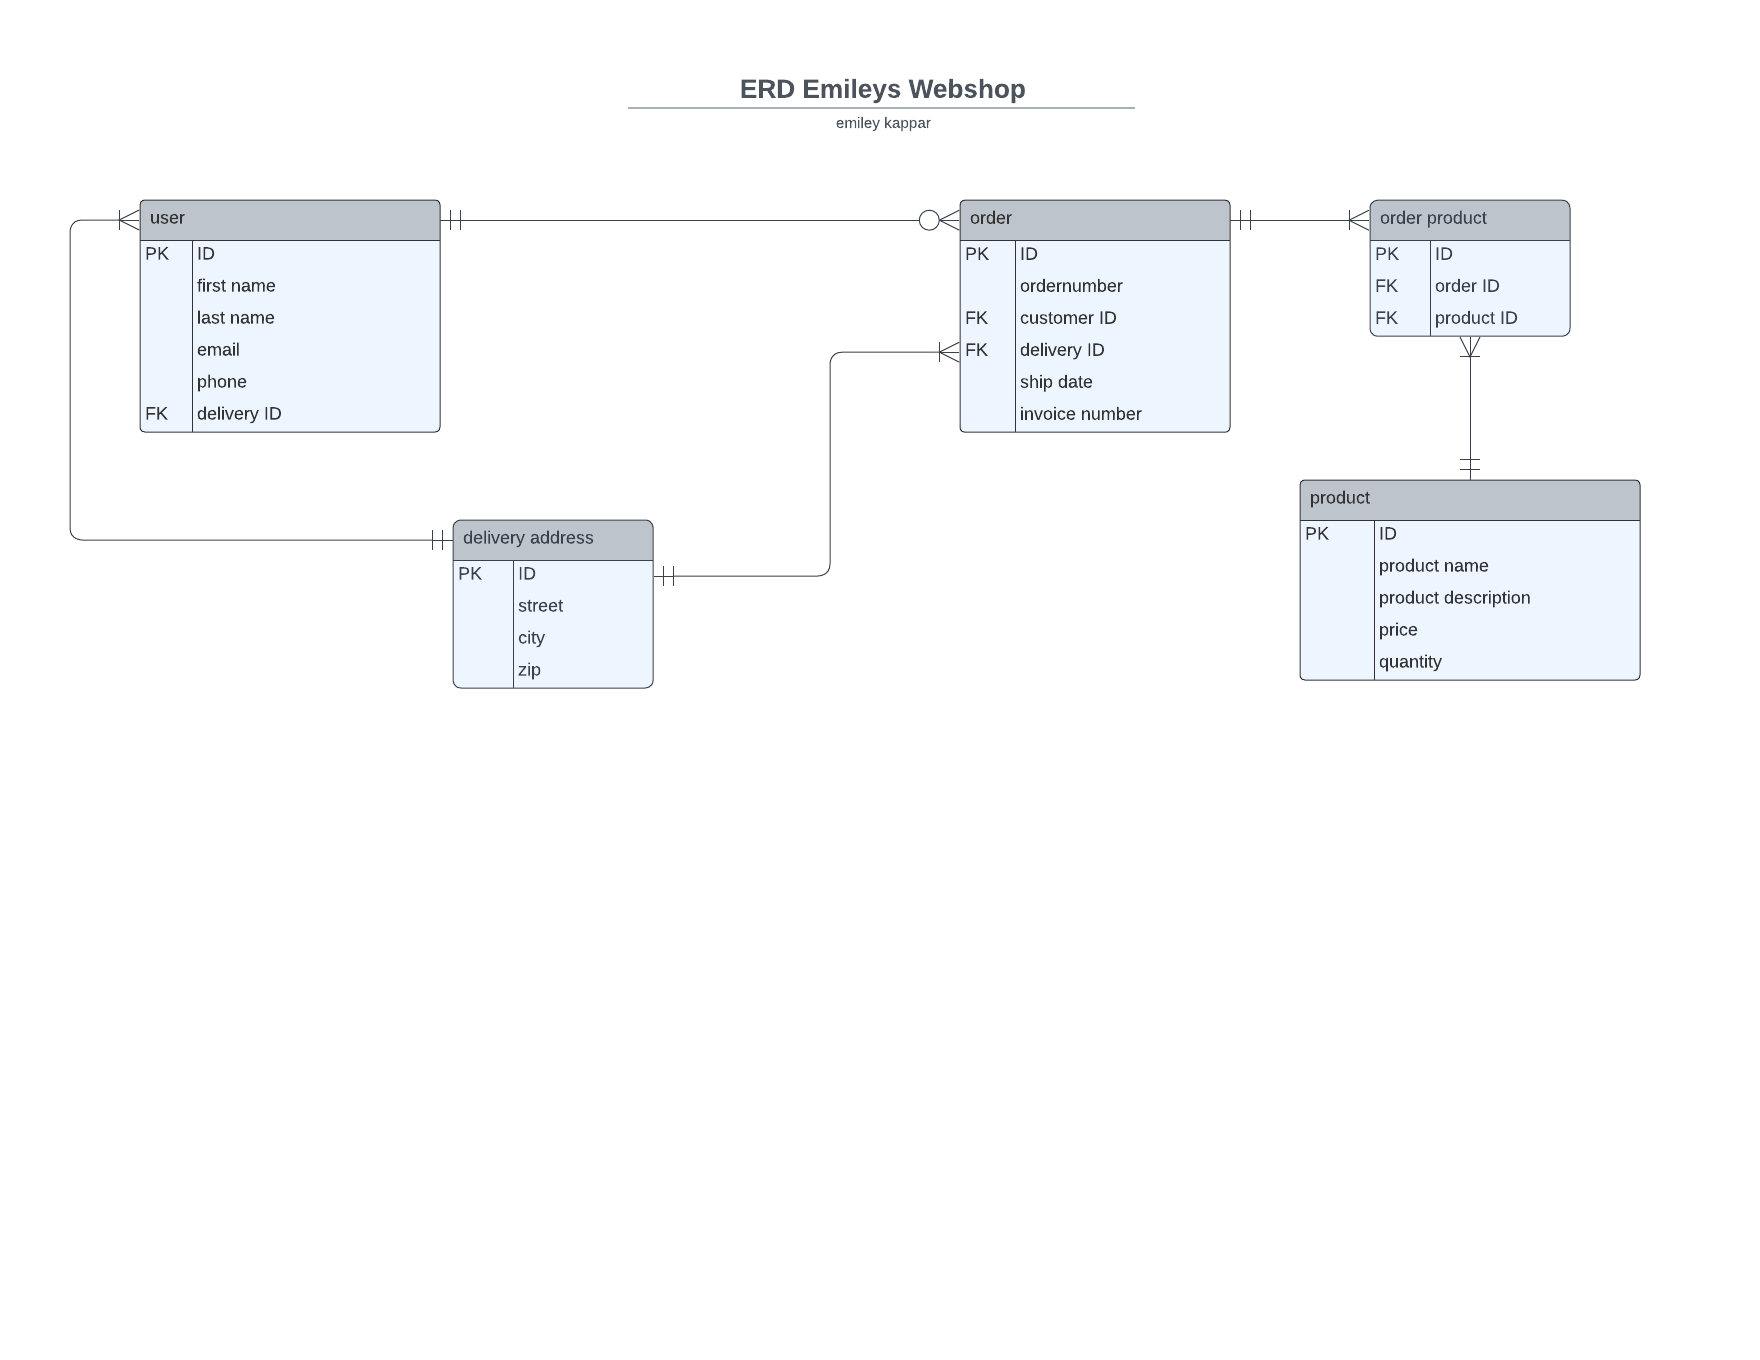 ERD Emileys Webshop
emiley kappar
user
PK ID
first name
last name
email
phone
FK delivery ID
order
PK ID
ordernumber
FK customer ID
FK delivery ID
ship date
invoice number
order product
PK ID
FK order ID
FK product ID
delivery address
PK ID
street
city
zip
product
PK ID
product name
product description
price
quantity